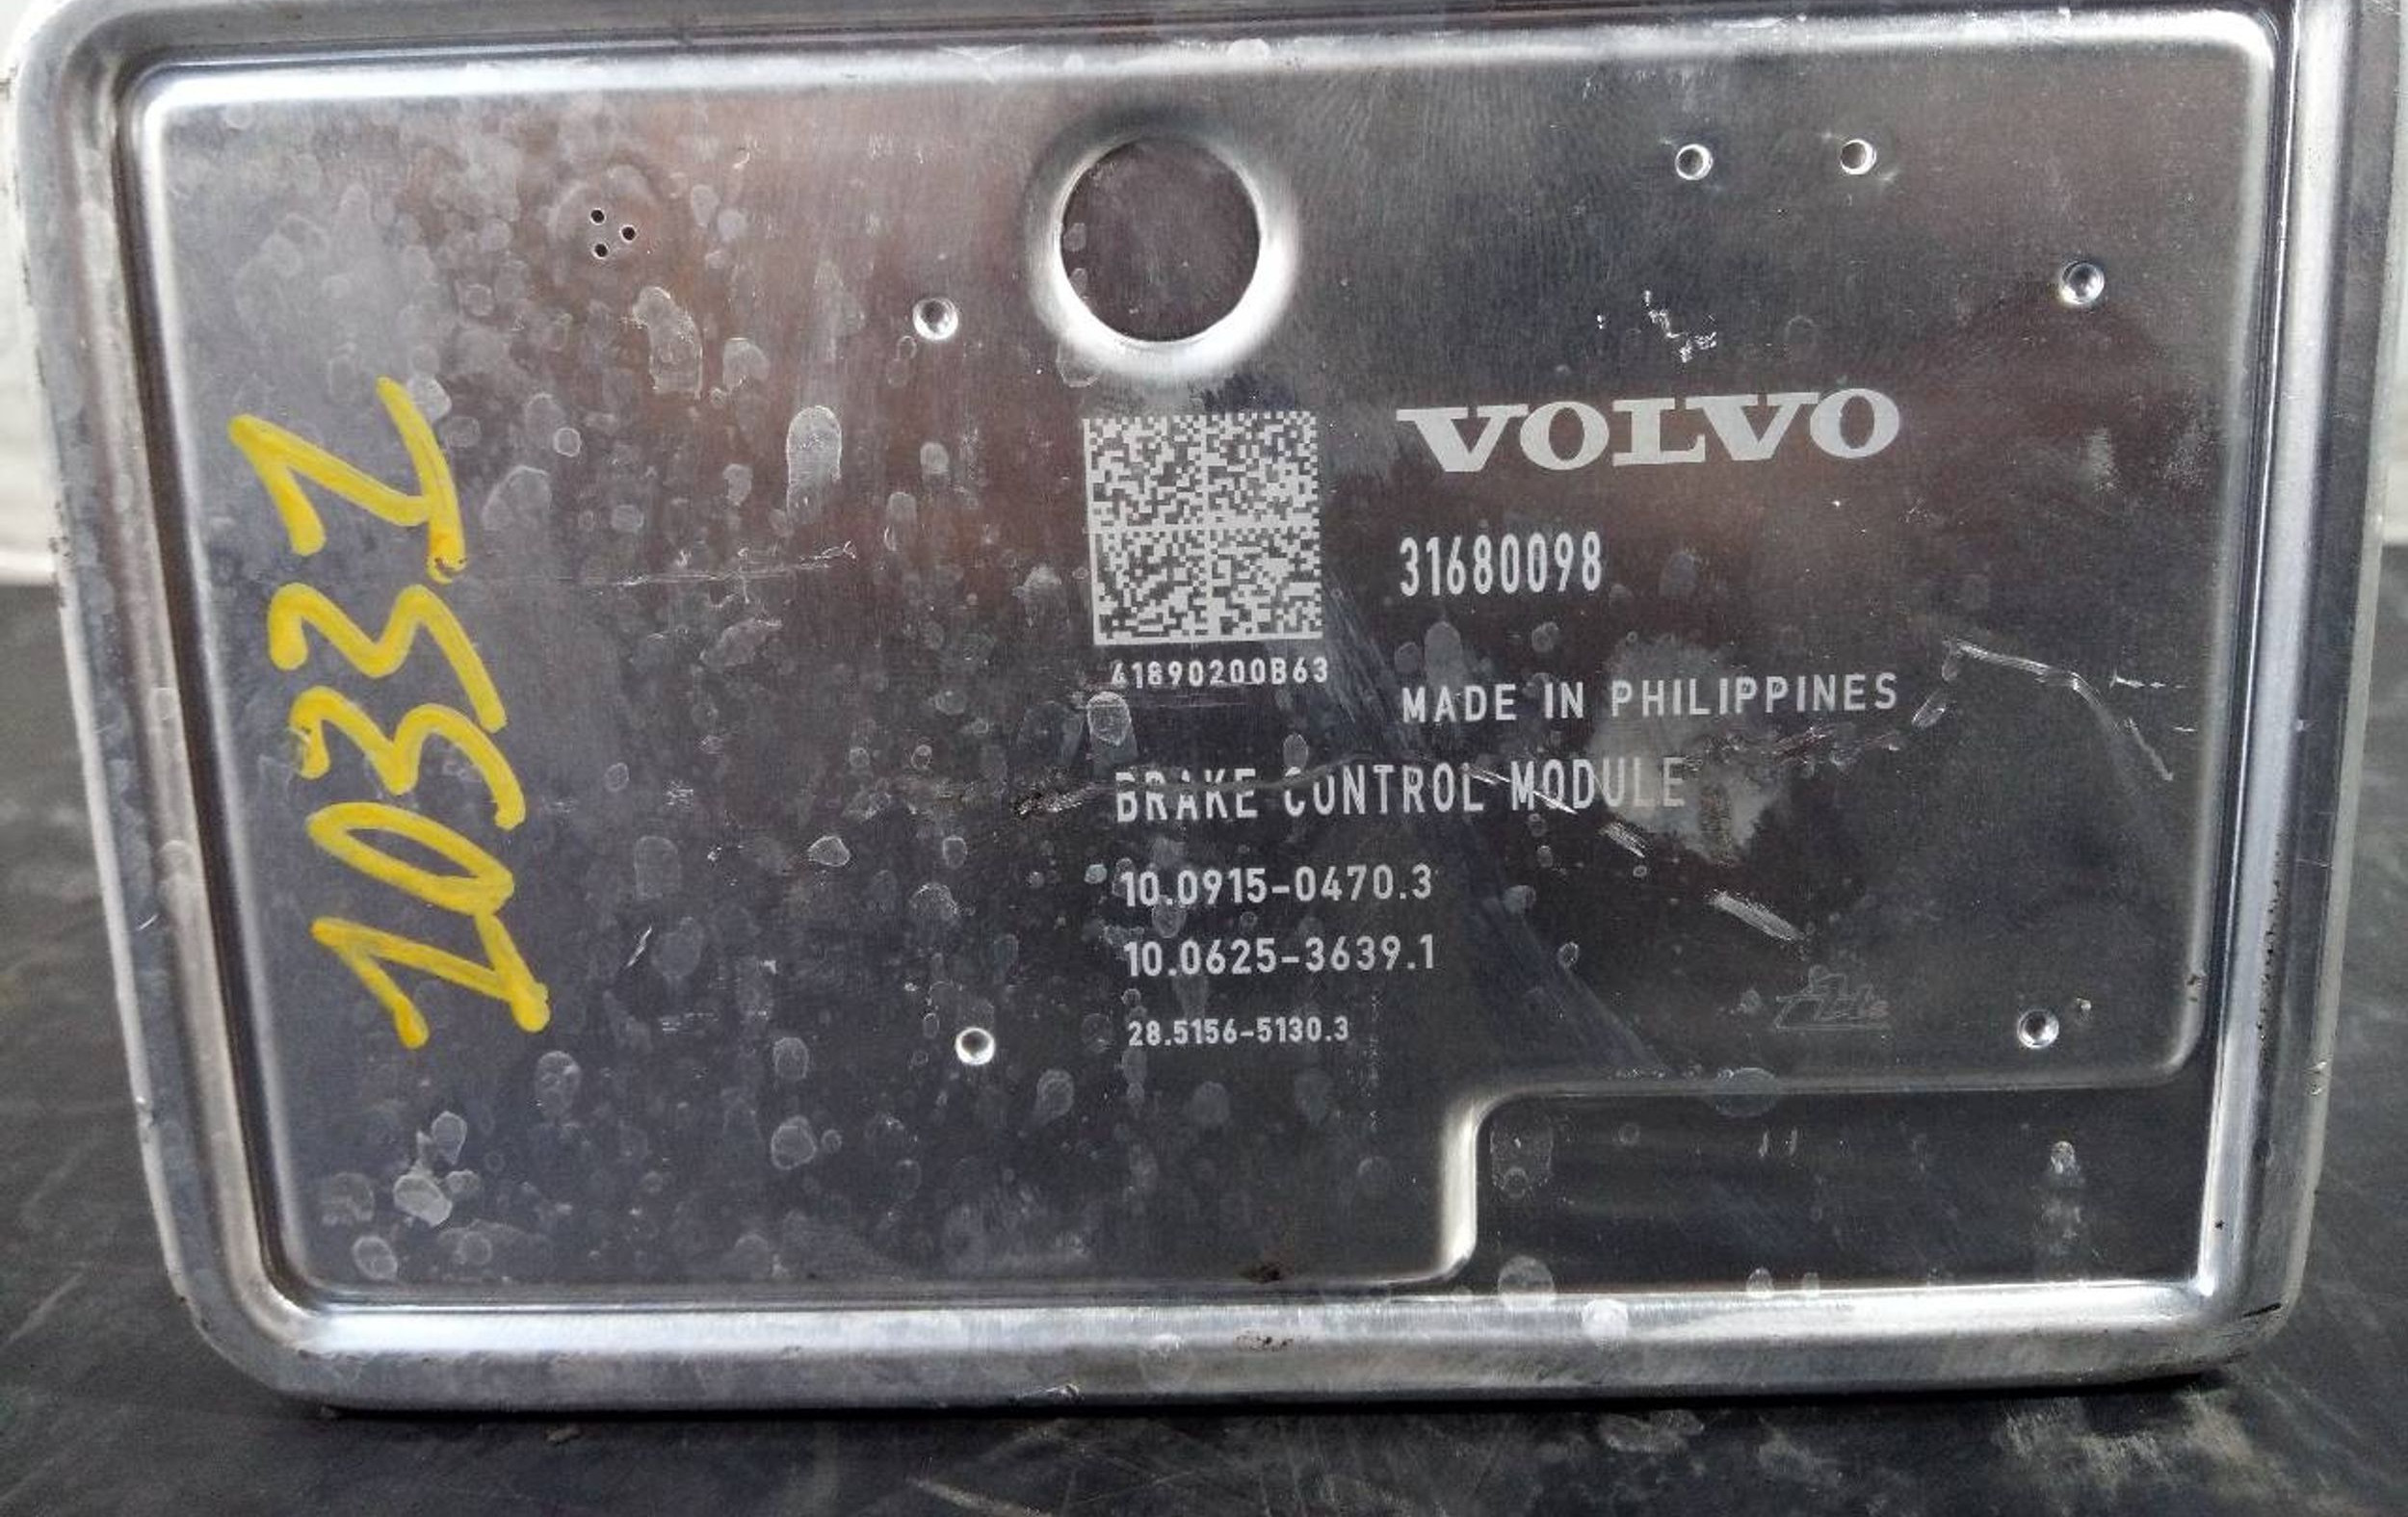 10331
VOLVO
31680098
41890200B63
MADE IN PHILIPPINES
BRAKE CONTROL MODULE
10.0915-0470.3
10.0625-3639.1
28.5156-5130.3